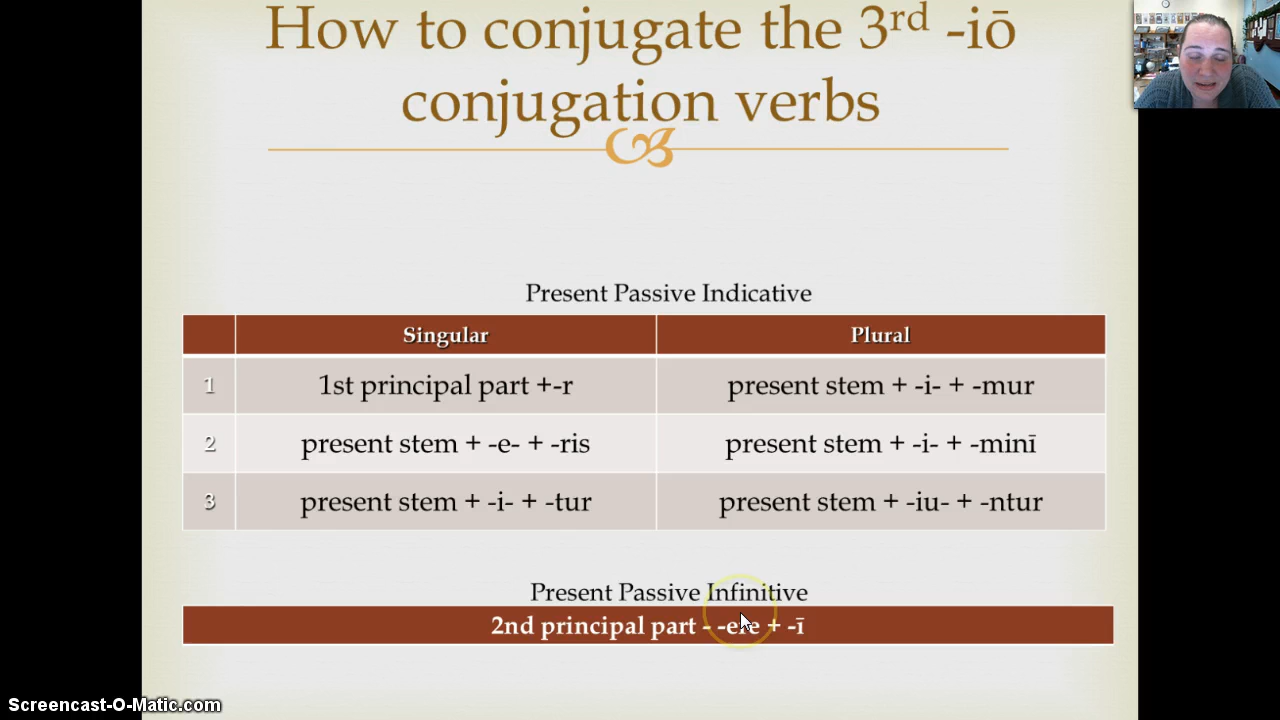 How to conjugate the 3rd -iō
conjugation verbs
Present Passive Indicative
Singular Plural
1 1st principal part +-r present stem + -i- + -mur
2 present stem + -e- + -ris present stem + -i- + -minī
3 present stem + -i- + -tur present stem + -iu- + -ntur
Present Passive Infinitive
2nd principal part - -ere + -ī
Screencast-O-Matic.com